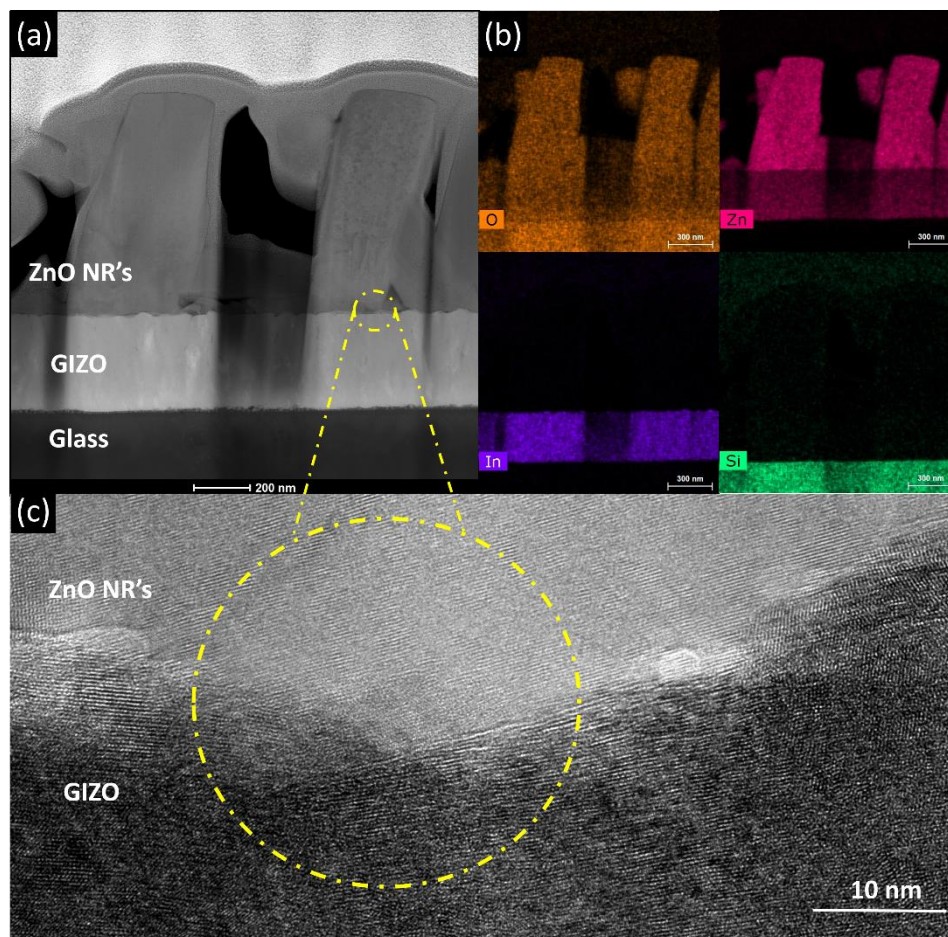 (a)
ZnO NR's
GIZO
Glass
200 nm
(b)
O
300 nm
Zn
300 nm
In
300 nm
Si
300 nm
(c)
ZnO NR's
GIZO
10 nm